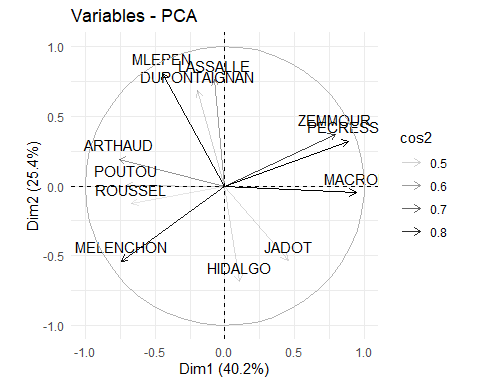 Variables - PCA
1.0
0.5
0.0
-0.5
-1.0
Dim2 (25.4%)
MLEPEN
LASSALLE
DUPONTAIGNAN
ZEMMOUR
PECRESS
ARTHAUD
POUTOU
MACRO
ROUSSEL
MELENCHON
JADOT
HIDALGO
-1.0 -0.5 0.0 0.5 1.0
Dim1 (40.2%)
cos2
0.5
0.6
0.7
0.8